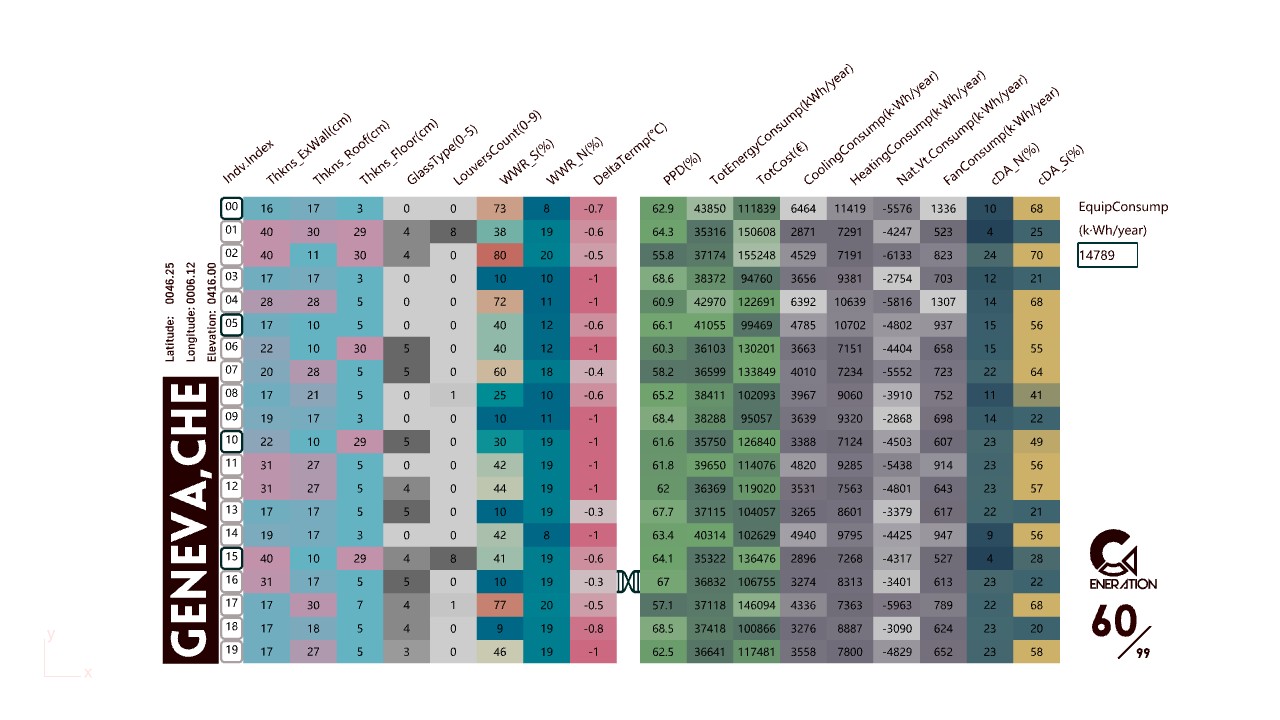 Indv.Index Thkns_ExWall(cm) Thkns_Roof(cm) Thkns_Floor(cm) GlassType(0-5) LouversCount(0-9) WWR_S(%) WWR_N(%) DeltaTermp(°C) PPD(%) TotEnergyConsump(kWh/year) TotCost(€) CoolingConsump(k·Wh/year) HeatingConsump(k·Wh/year) Nat.Vt.Consump(k·Wh/year) FanConsump(k·Wh/year) cDA_N(%) cDA_S(%)
00 16 17 3 0 0 73 8 -0.7 62.9 43850 111839 6464 11419 -5576 1336 10 68
01 40 30 29 4 8 38 19 -0.6 64.3 35316 150608 2871 7291 -4247 523 4 25
02 40 11 30 4 0 80 20 -0.5 55.8 37174 155248 4529 7191 -6133 823 24 70
03 17 17 3 0 0 10 10 -1 68.6 38372 94760 3656 9381 -2754 703 12 21
04 28 28 5 0 0 72 11 -1 60.9 42970 122691 6392 10639 -5816 1307 14 68
05 17 10 5 0 0 40 12 -0.6 66.1 41055 99469 4785 10702 -4802 937 15 56
06 22 10 30 5 0 40 12 -1 60.3 36103 130201 3663 7151 -4404 658 15 55
07 20 28 5 5 0 60 18 -0.4 58.2 36599 133849 4010 7234 -5552 723 22 64
08 17 21 5 0 1 25 10 -0.6 65.2 38411 102093 3967 9060 -3910 752 11 41
09 19 17 3 0 0 10 11 -1 68.4 38288 95057 3639 9320 -2868 698 14 22
10 22 10 29 5 0 30 19 -1 61.6 35750 126840 3388 7124 -4503 607 23 49
11 31 27 5 0 0 42 19 -1 61.8 39650 114076 4820 9285 -5438 914 23 56
12 31 27 5 4 0 44 19 -1 62 36369 119020 3531 7563 -4801 643 23 57
13 17 17 5 5 0 10 19 -0.3 67.7 37115 104057 3265 8601 -3379 617 22 21
14 19 17 3 0 0 42 8 -1 63.4 40314 102629 4940 9795 -4425 947 9 56
15 40 10 29 4 8 41 19 -0.6 64.1 35322 136476 2896 7268 -4317 527 4 28
16 31 17 5 5 0 10 19 -0.3 67 36832 106755 3274 8313 -3401 613 23 22
17 17 30 7 4 1 77 20 -0.5 57.1 37118 146094 4336 7363 -5963 789 22 68
18 17 18 5 4 0 9 19 -0.8 68.5 37418 100866 3276 8887 -3090 624 23 20
19 17 27 5 3 0 46 19 -1 62.5 36641 117481 3558 7800 -4829 652 23 58
Latitude: 0046.25
Longitude: 0006.12
Elevation: 0416.00
GENEVA,CHE
EquipConsump
(k·Wh/year)
14789
ENERATION
60/99
y
x